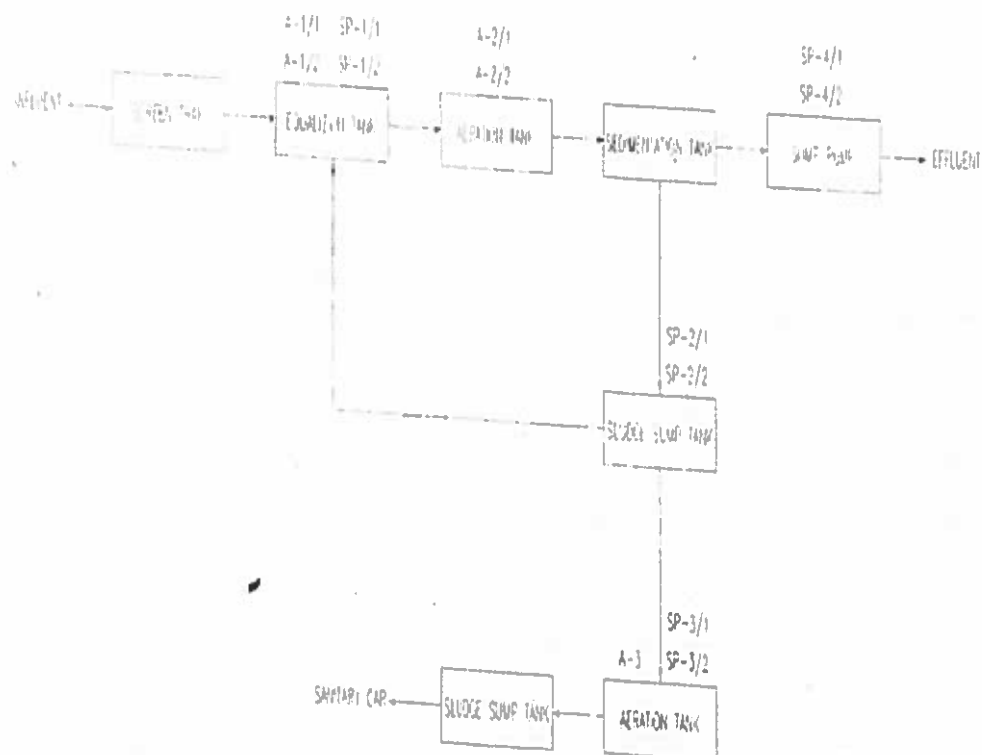 A-1/1 SP-1/1
A-1/2 SP-1/2
A-2/1
A-2/2
SP-4/1
SP-4/2
TANK
AERATION TANK
SEDIMENTATION TANK
SUMP
EFFLUENT
SP-2/1
SP-2/2
SLUDGE SUMP TANK
SP-3/1
A-3 SP-3/2
SANITARY CAR
SLUDGE SUMP TANK
AERATION TANK